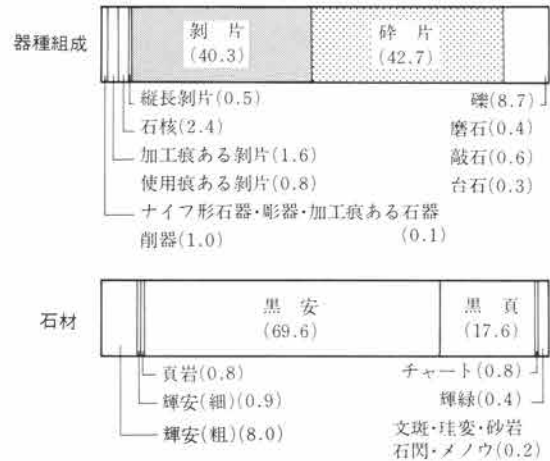 器種組成
剥片
(40.3)
砕片
(42.7)
縦長剥片(0.5)
石核(2.4)
加工痕ある剥片(1.6)
使用痕ある剥片(0.8)
ナイフ形石器・彫器・加工痕ある石器
(0.1)
削器(1.0)
礫(8.7)
磨石(0.4)
敲石(0.6)
台石(0.3)
石材
黒安
(69.6)
黒頁
(17.6)
頁岩(0.8)
輝安(細)(0.9)
輝安(粗)(8.0)
チャート(0.8)
輝緑(0.4)
文斑・珪変・砂岩
石閃・メノウ(0.2)